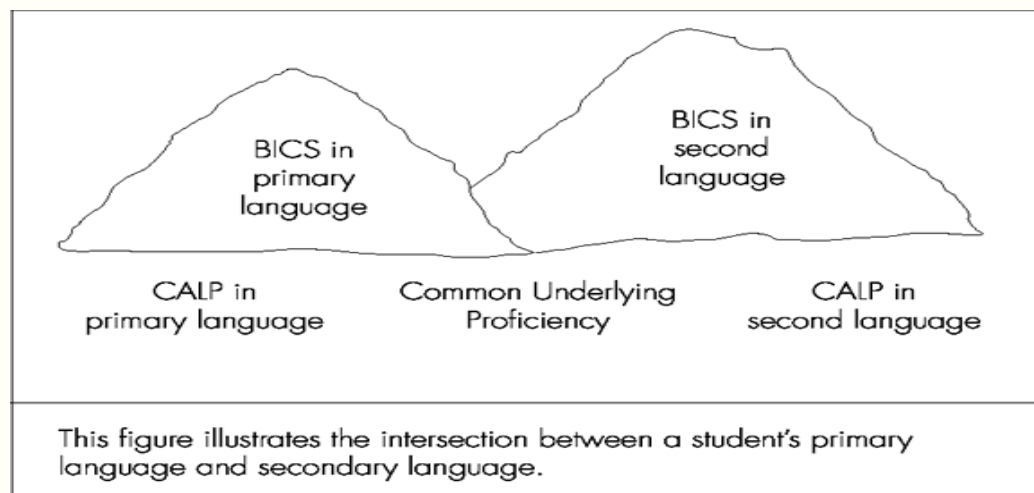 BICS in
primary
language
BICS in
second
language
CALP in
primary language
Common Underlying
Proficiency
CALP in
second language
This figure illustrates the intersection between a student's primary
language and secondary language.